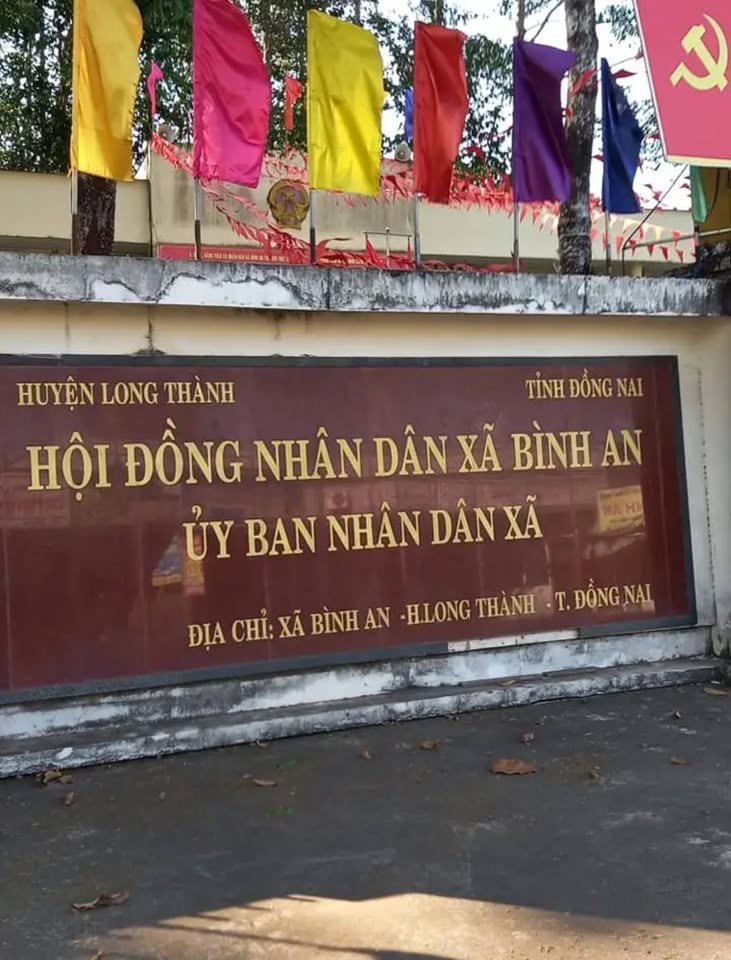 HUYỆN LONG THÀNH
TỈNH ĐỒNG NAI
HỘI ĐỒNG NHÂN DÂN XÃ BÌNH AN
ỦY BAN NHÂN DÂN XÃ
ĐỊA CHỈ: XÃ BÌNH AN -H.LONG THÀNH - T. ĐỒNG NAI